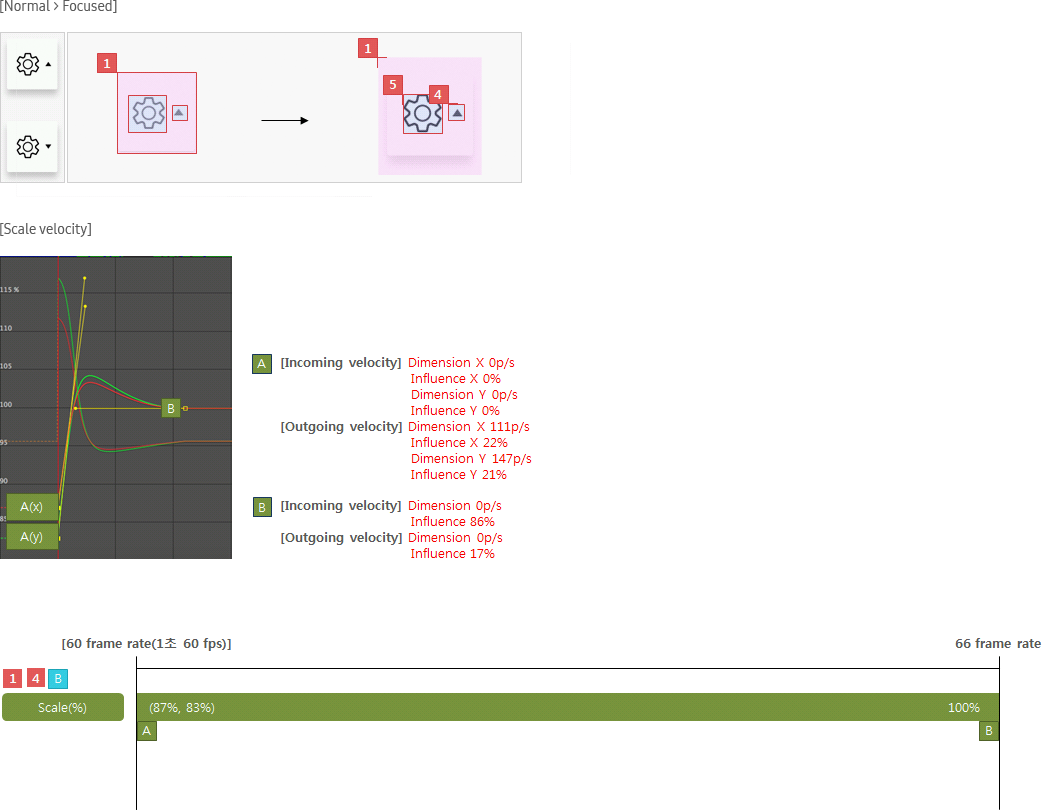 [Normal > Focused]
1
1
5
4
[Scale velocity]
115 %
110
105
100
95
90
85
B
A(x)
A(y)
A [Incoming velocity] Dimension X 0p/s
Influence X 0%
Dimension Y 0p/s
Influence Y 0%
[Outgoing velocity] Dimension X 111p/s
Influence X 22%
Dimension Y 147p/s
Influence Y 21%
B [Incoming velocity] Dimension 0p/s
Influence 86%
[Outgoing velocity] Dimension 0p/s
Influence 17%
[60 frame rate(1초 60 fps)] 66 frame rate
1 4 B
Scale(%) (87%, 83%) 100%
A B